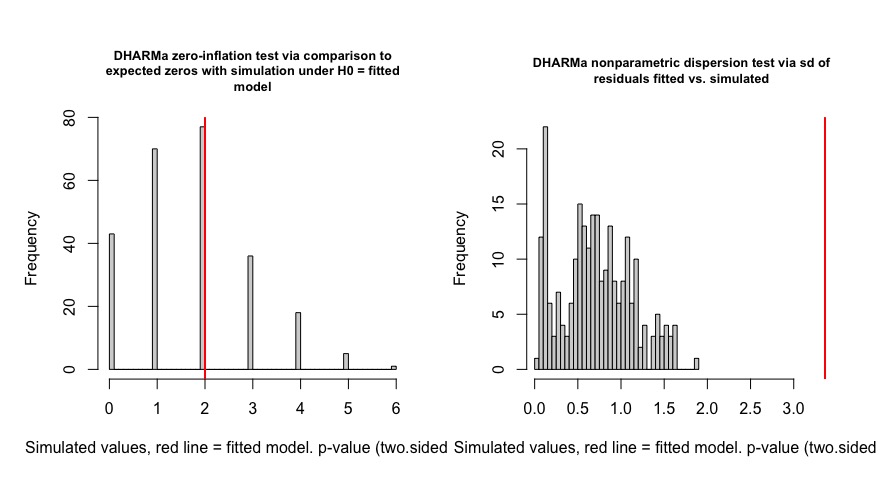 DHARMa zero-inflation test via comparison to
expected zeros with simulation under H0 = fitted
model
Frequency
80
60
40
20
0
0 1 2 3 4 5 6
Simulated values, red line = fitted model. p-value (two.sided
DHARMa nonparametric dispersion test via sd of
residuals fitted vs. simulated
Frequency
20
15
10
5
0
0.0 0.5 1.0 1.5 2.0 2.5 3.0
Simulated values, red line = fitted model. p-value (two.sided